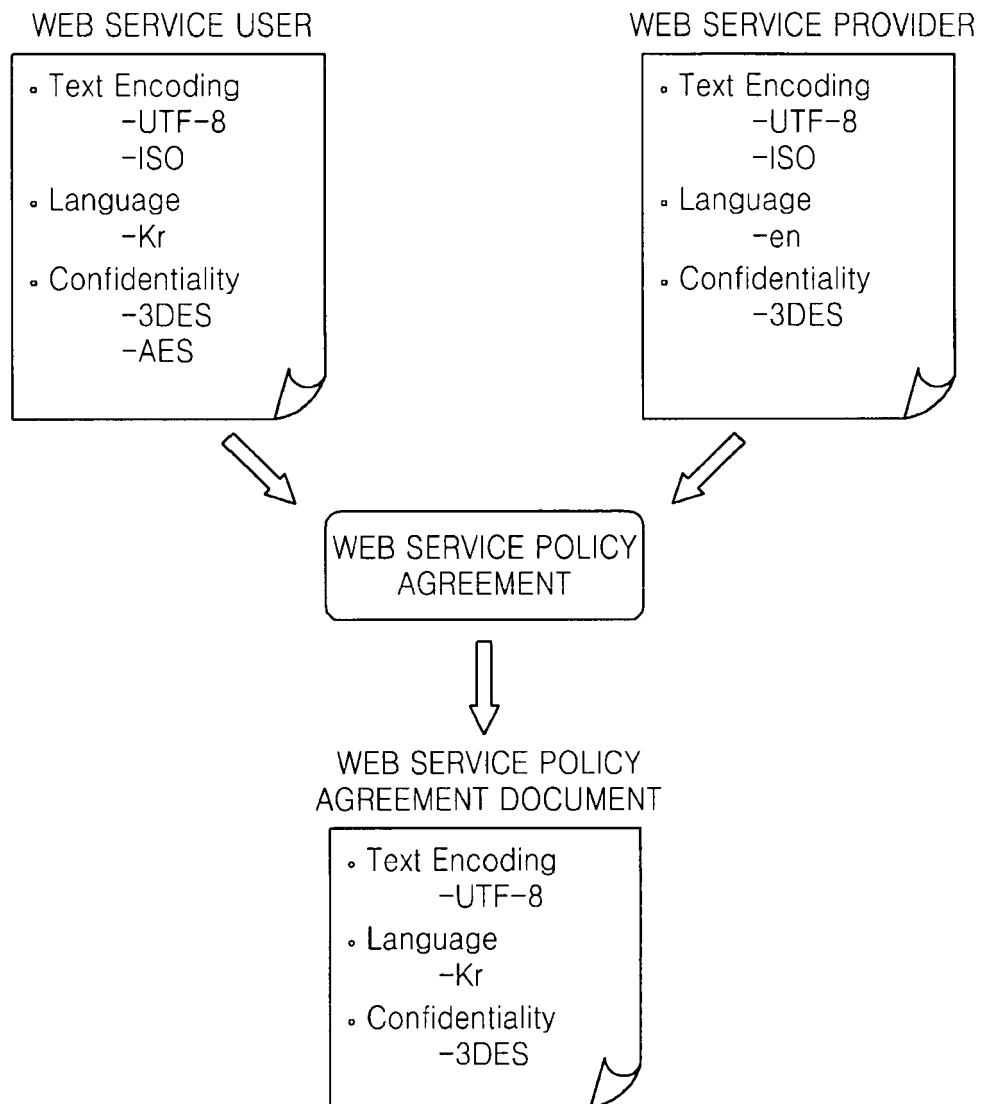 WEB SERVICE USER
◦ Text Encoding
-UTF-8
-ISO
◦ Language
-Kr
◦ Confidentiality
-3DES
-AES
WEB SERVICE PROVIDER
◦ Text Encoding
-UTF-8
-ISO
◦ Language
-en
◦ Confidentiality
-3DES
WEB SERVICE POLICY
AGREEMENT
WEB SERVICE POLICY
AGREEMENT DOCUMENT
◦ Text Encoding
-UTF-8
◦ Language
-Kr
◦ Confidentiality
-3DES